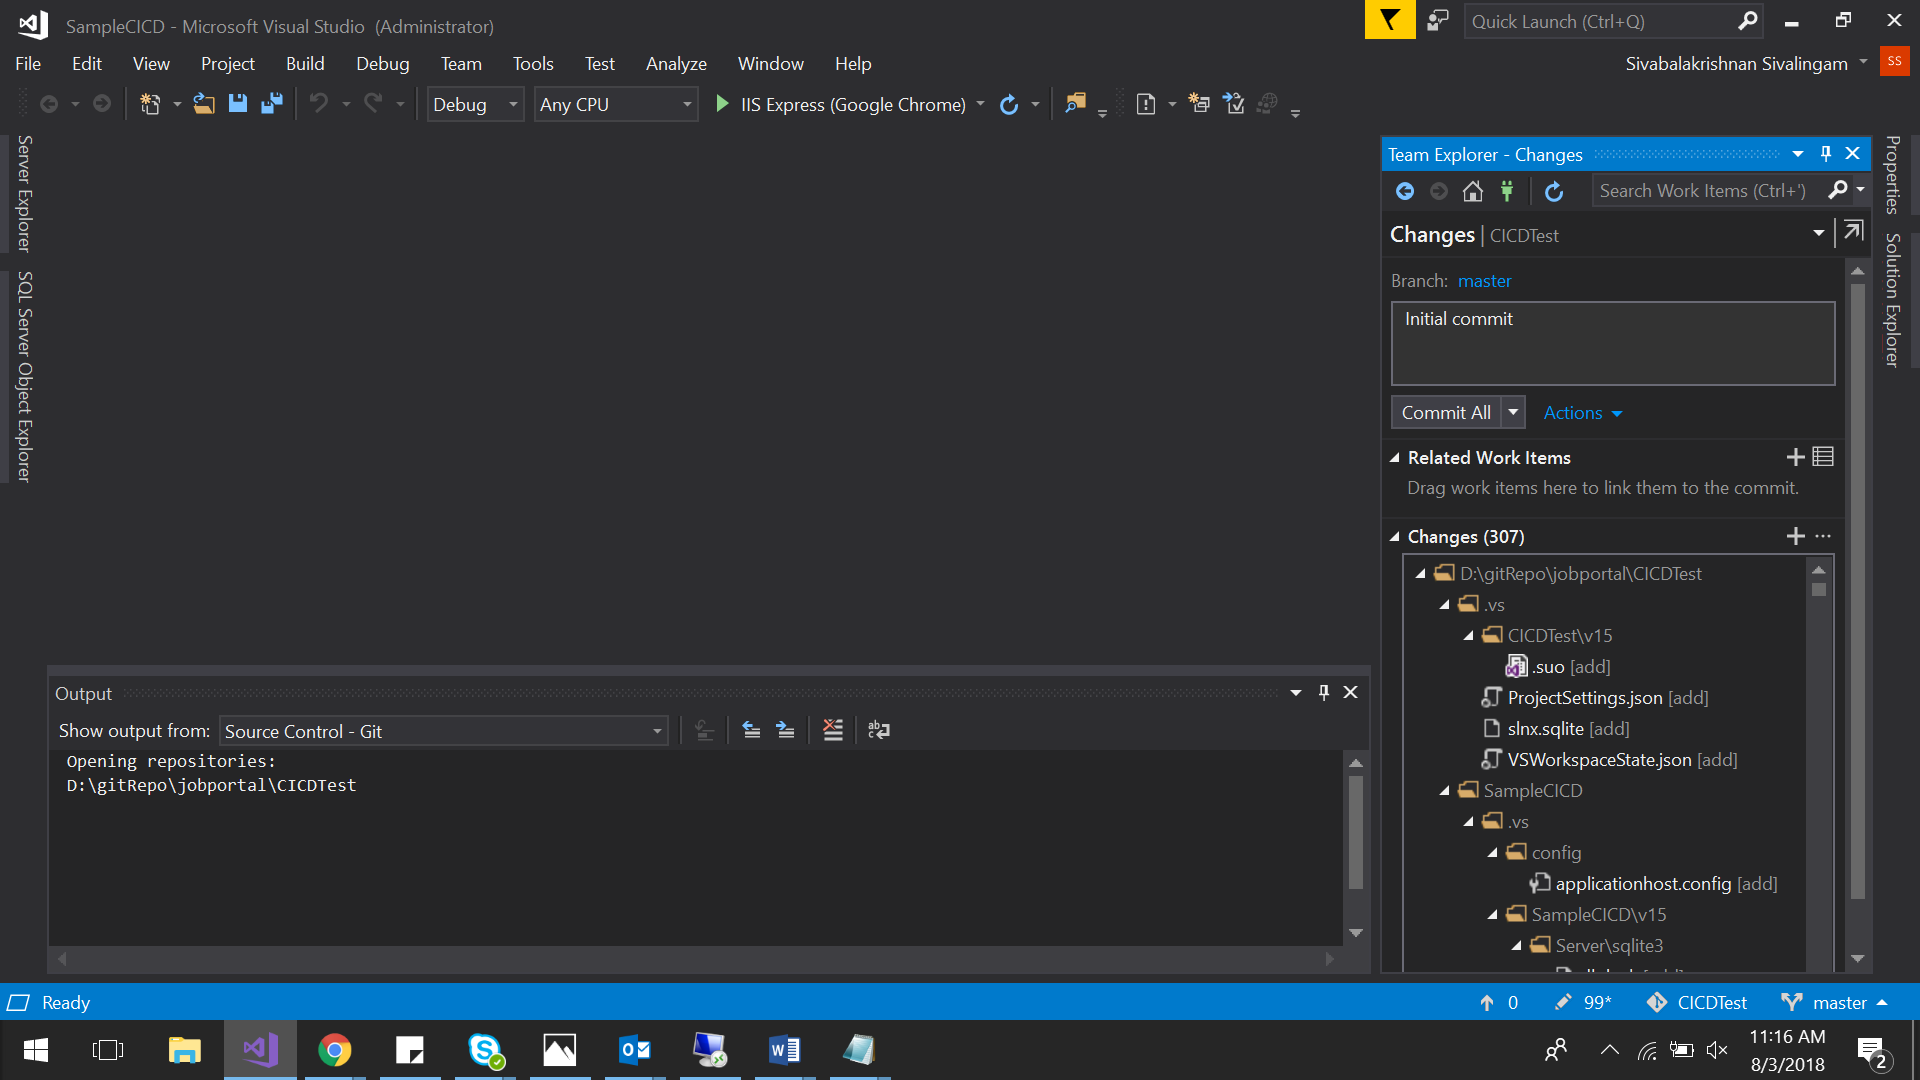 SampleCICD - Microsoft Visual Studio (Administrator)
Quick Launch (Ctrl+Q)
File Edit View Project Build Debug Team Tools Test Analyze Window Help
Sivabalakrishnan Sivalingam SS
Debug Any CPU IIS Express (Google Chrome)
Server Explorer
SQL Server Object Explorer
Team Explorer - Changes
Search Work Items (Ctrl+')
Changes | CICDTest
Branch: master
Initial commit
Commit All Actions
Related Work Items
Drag work items here to link them to the commit.
Changes (307)
D:\gitRepo\jobportal\CICDTest
.vs
CICDTest\v15
.suo [add]
ProjectSettings.json [add]
slnx.sqlite [add]
VSWorkspaceState.json [add]
SampleCICD
.vs
config
applicationhost.config [add]
SampleCICD\v15
Server\sqlite3
Properties
Solution Explorer
Output
Show output from: Source Control - Git
Opening repositories:
D:\gitRepo\jobportal\CICDTest
Ready
0 99* CICDTest master
11:16 AM
8/3/2018
2